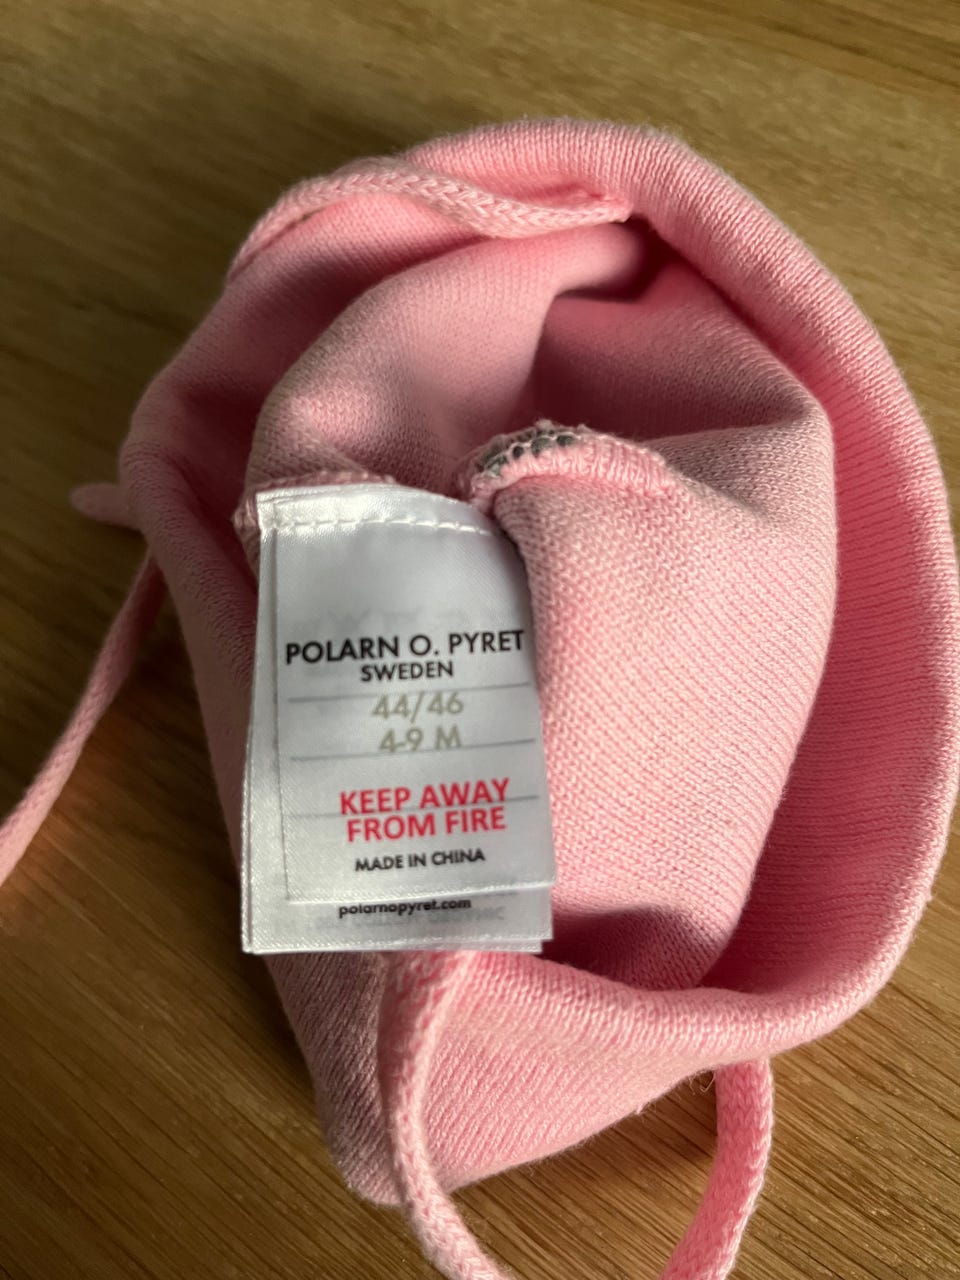 POLARN O. PYRET
SWEDEN
44/46
4-9 M
KEEP AWAY
FROM FIRE
MADE IN CHINA
polarnopyret.com